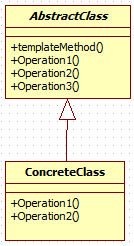 AbstractClass
+templateMethod()
+Operation1()
+Operation2()
+Operation3()
ConcreteClass
+Operation1()
+Operation2()